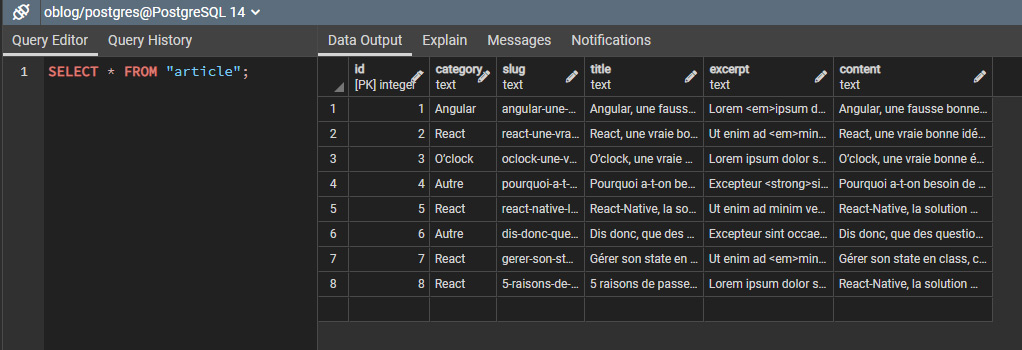 oblog/postgres@PostgreSQL 14
Query Editor Query History
Data Output Explain Messages Notifications
1 SELECT * FROM "article";
id category slug title excerpt content
[PK] integer text text text text text
1 1 Angular angular-une-... Angular, une fauss... Lorem <em>ipsum d... Angular, une fausse bonne...
2 2 React react-une-vra... React, une vraie bo... Ut enim ad <em>min... React, une vraie bonne idé...
3 3 O'clock oclock-une-v... O'clock, une vraie ... Lorem ipsum dolor s... O'clock, une vraie bonne é...
4 4 Autre pourquoi-a-t-... Pourquoi a-t-on be... Excepteur <strong>si... Pourquoi a-t-on besoin de ...
5 5 React react-native-l... React-Native, la so... Ut enim ad minim ve... React-Native, la solution ...
6 6 Autre dis-donc-que... Dis donc, que des ... Excepteur sint occae... Dis donc, que des questio...
7 7 React gerer-son-st... Gérer son state en ... Ut enim ad <em>min... Gérer son state en class, c...
8 8 React 5-raisons-de-... 5 raisons de passe... Lorem ipsum dolor s... React-Native, la solution ...